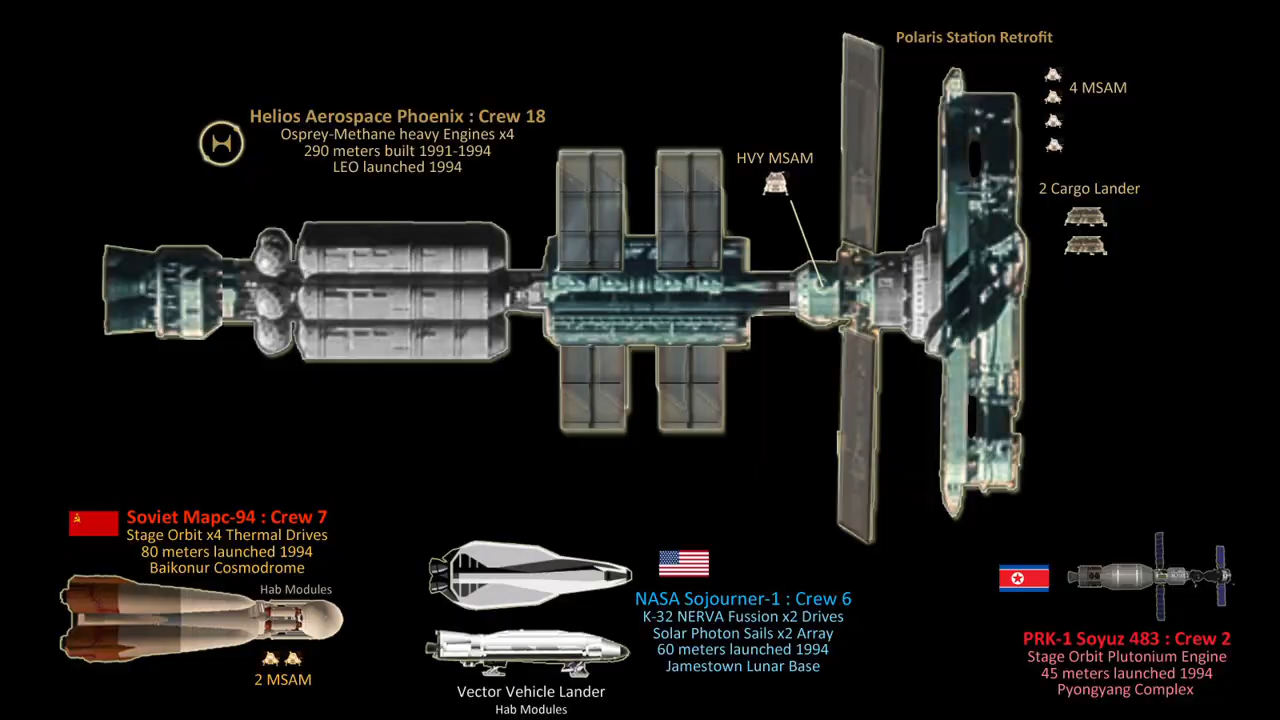 Polaris Station Retrofit
4 MSAM
2 Cargo Lander
HVY MSAM
Helios Aerospace Phoenix : Crew 18
Osprey-Methane heavy Engines x4
290 meters built 1991-1994
LEO launched 1994
Soviet Mapc-94 : Crew 7
Stage Orbit x4 Thermal Drives
80 meters launched 1994
Baikonur Cosmodrome
Hab Modules
2 MSAM
Vector Vehicle Lander
Hab Modules
NASA Sojourner-1 : Crew 6
K-32 NERVA Fussion x2 Drives
Solar Photon Sails x2 Array
60 meters launched 1994
Jamestown Lunar Base
PRK-1 Soyuz 483 : Crew 2
Stage Orbit Plutonium Engine
45 meters launched 1994
Pyongyang Complex